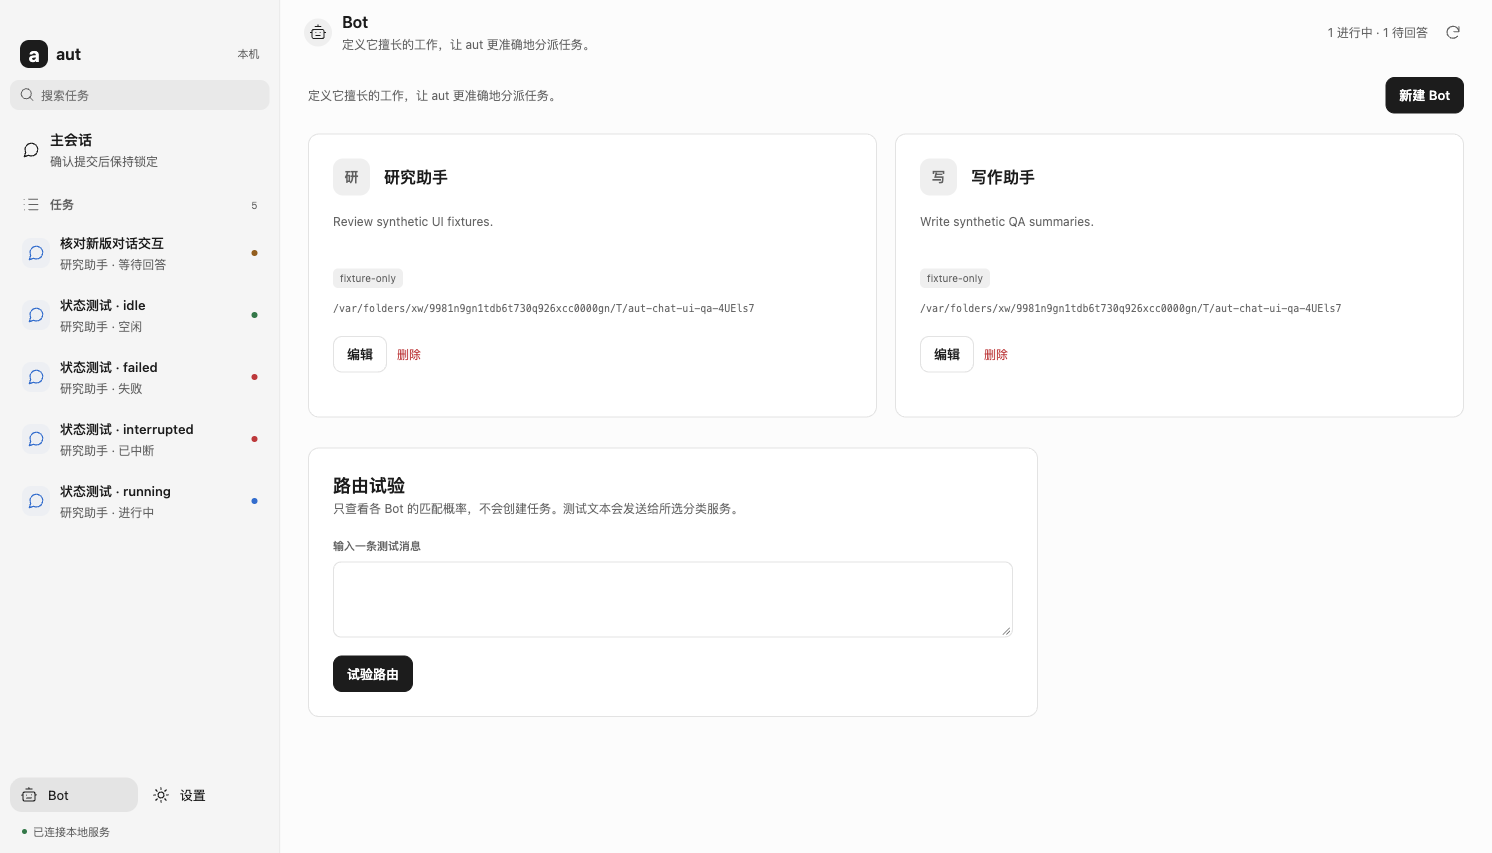 a aut
本机
搜索任务
主会话
确认提交后保持锁定
任务
5
核对新版对话交互
研究助手 · 等待回答
状态测试 · idle
研究助手 · 空闲
状态测试 · failed
研究助手 · 失败
状态测试 · interrupted
研究助手 · 已中断
状态测试 · running
研究助手 · 进行中
Bot
设置
已连接本地服务
Bot
定义它擅长的工作，让 aut 更准确地分派任务。
1 进行中 · 1 待回答
定义它擅长的工作，让 aut 更准确地分派任务。
新建 Bot
研
研究助手
Review synthetic UI fixtures.
fixture-only
/var/folders/xw/9981n9gn1tdb6t730q926xcc0000gn/T/aut-chat-ui-qa-4UEls7
编辑
删除
写
写作助手
Write synthetic QA summaries.
fixture-only
/var/folders/xw/9981n9gn1tdb6t730q926xcc0000gn/T/aut-chat-ui-qa-4UEls7
编辑
删除
路由试验
只查看各 Bot 的匹配概率，不会创建任务。测试文本会发送给所选分类服务。
输入一条测试消息
试验路由